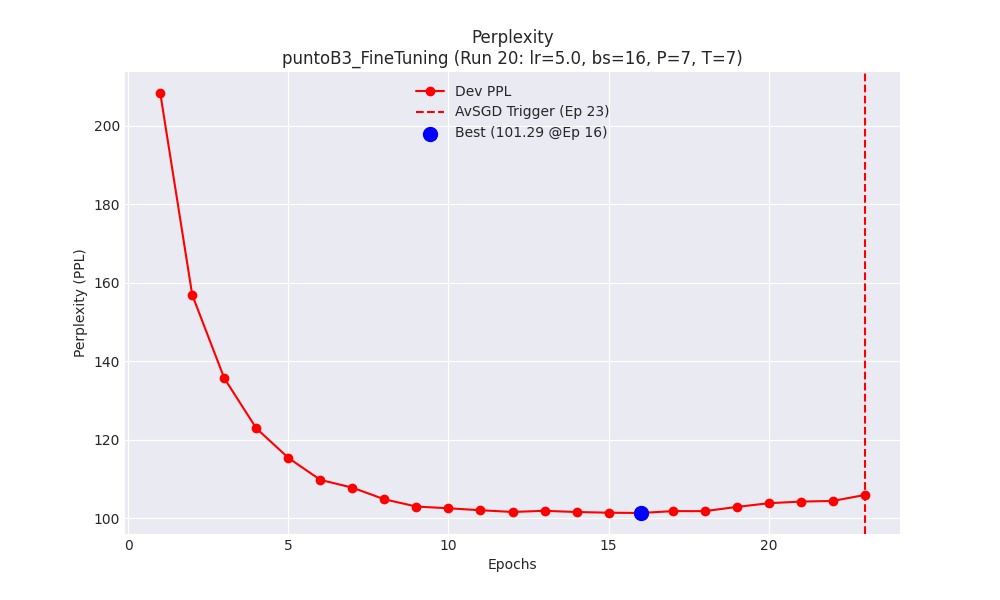 Perplexity
puntoB3_FineTuning (Run 20: lr=5.0, bs=16, P=7, T=7)
Dev PPL
AvSGD Trigger (Ep 23)
Best (101.29 @Ep 16)
Perplexity (PPL)
200
180
160
140
120
100
0
5
10
15
20
Epochs